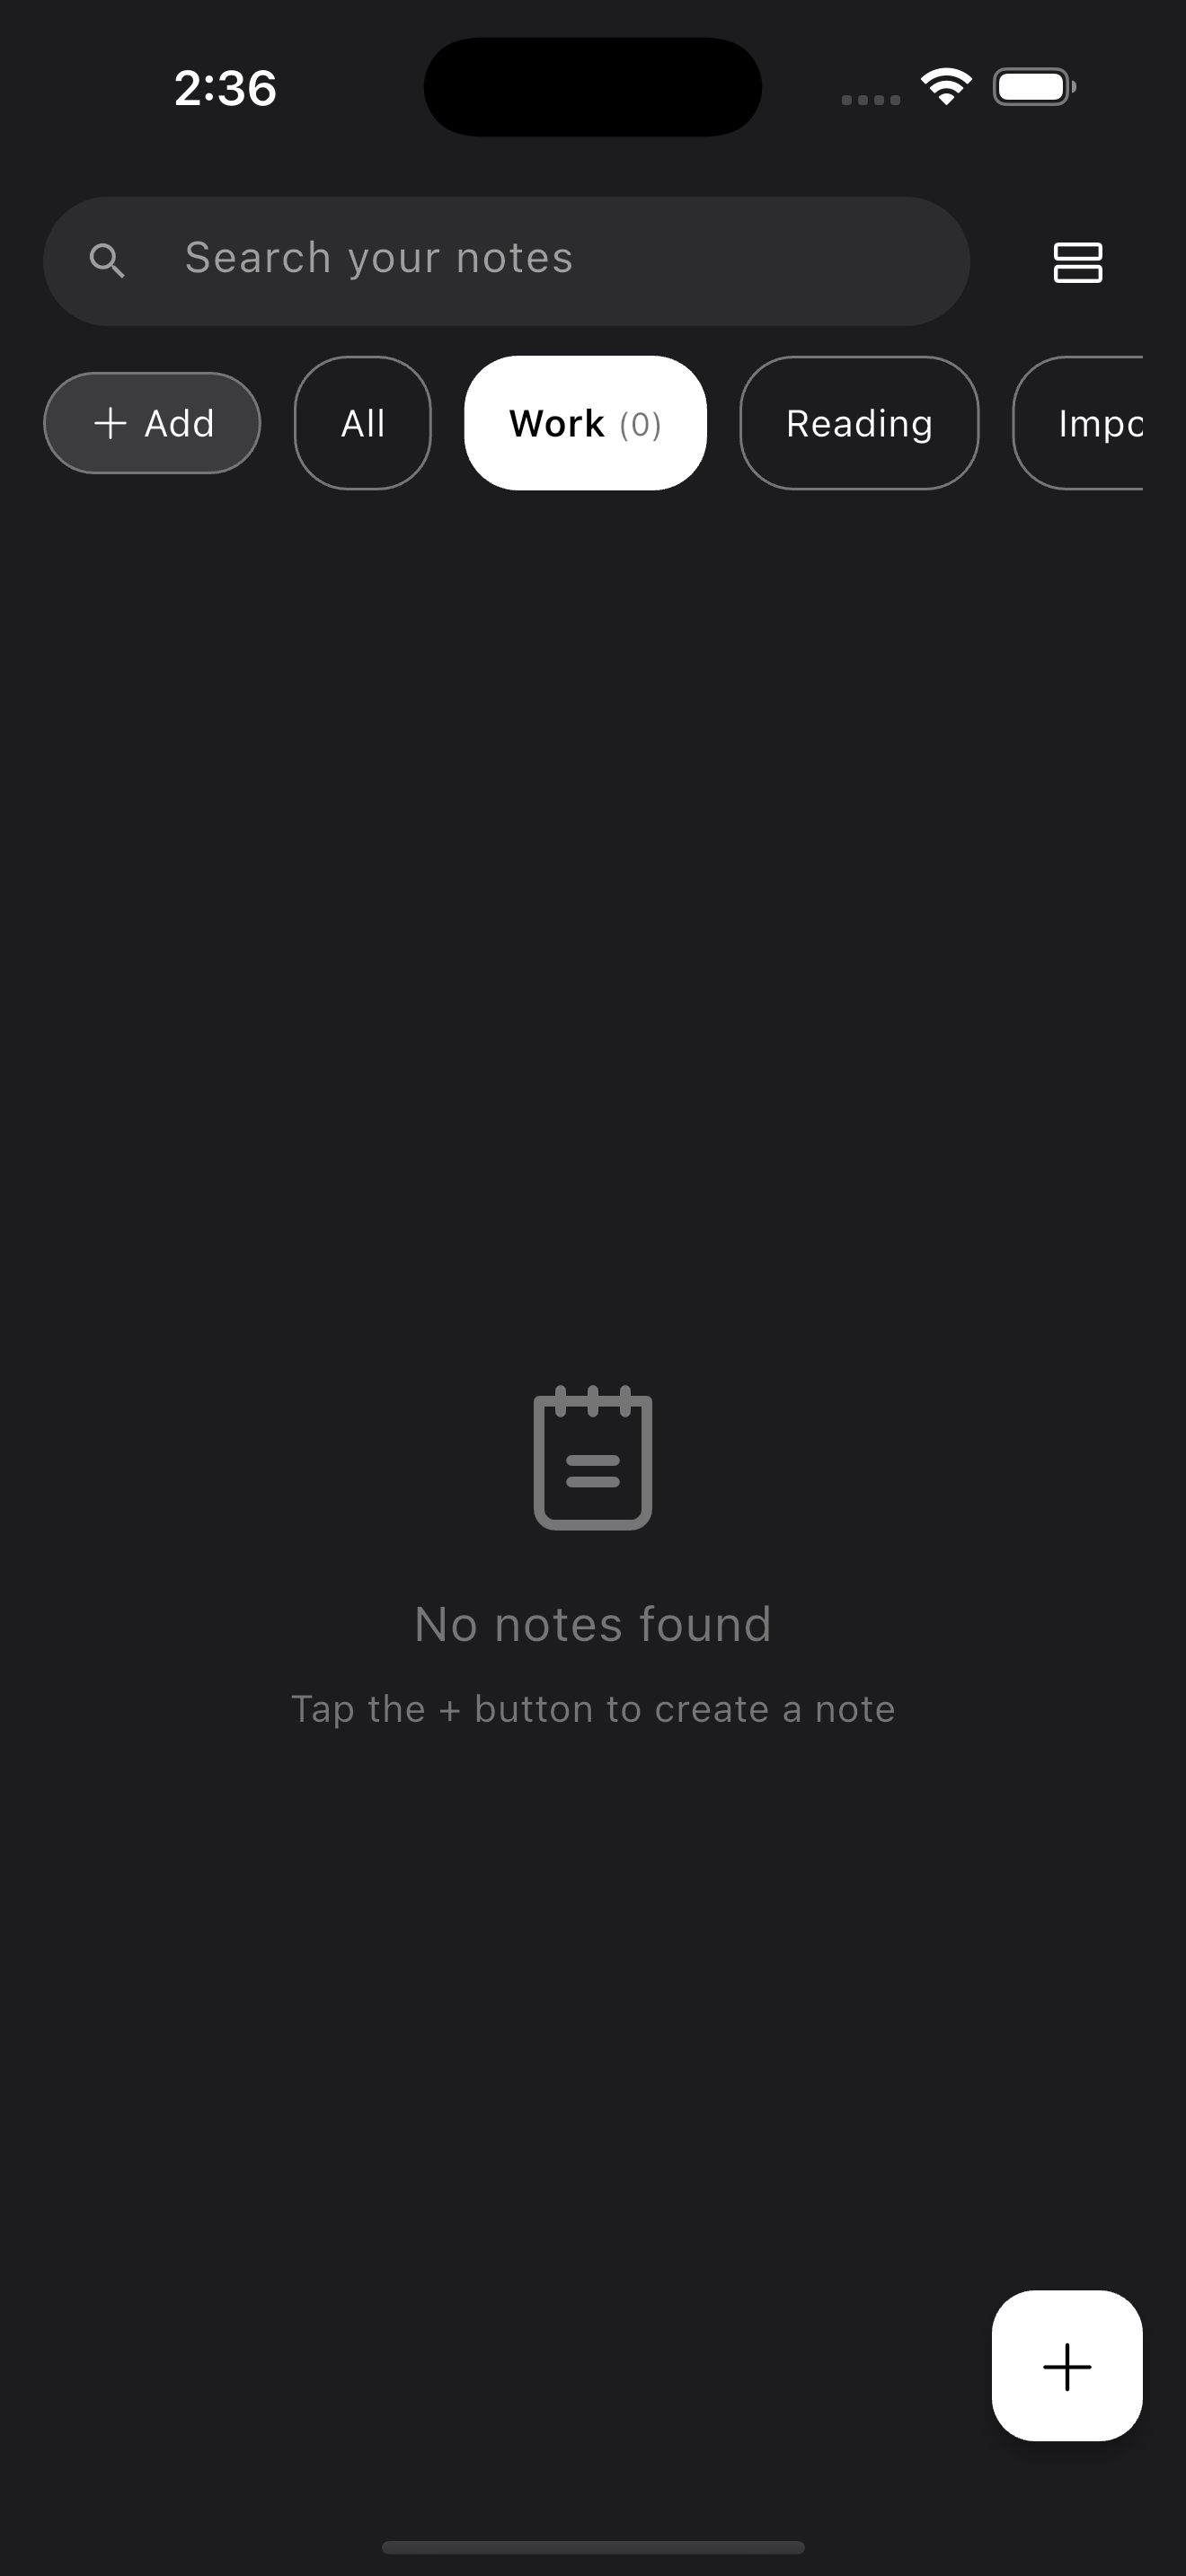 2:36
Search your notes
+ Add All Work (0) Reading Impo
No notes found
Tap the + button to create a note